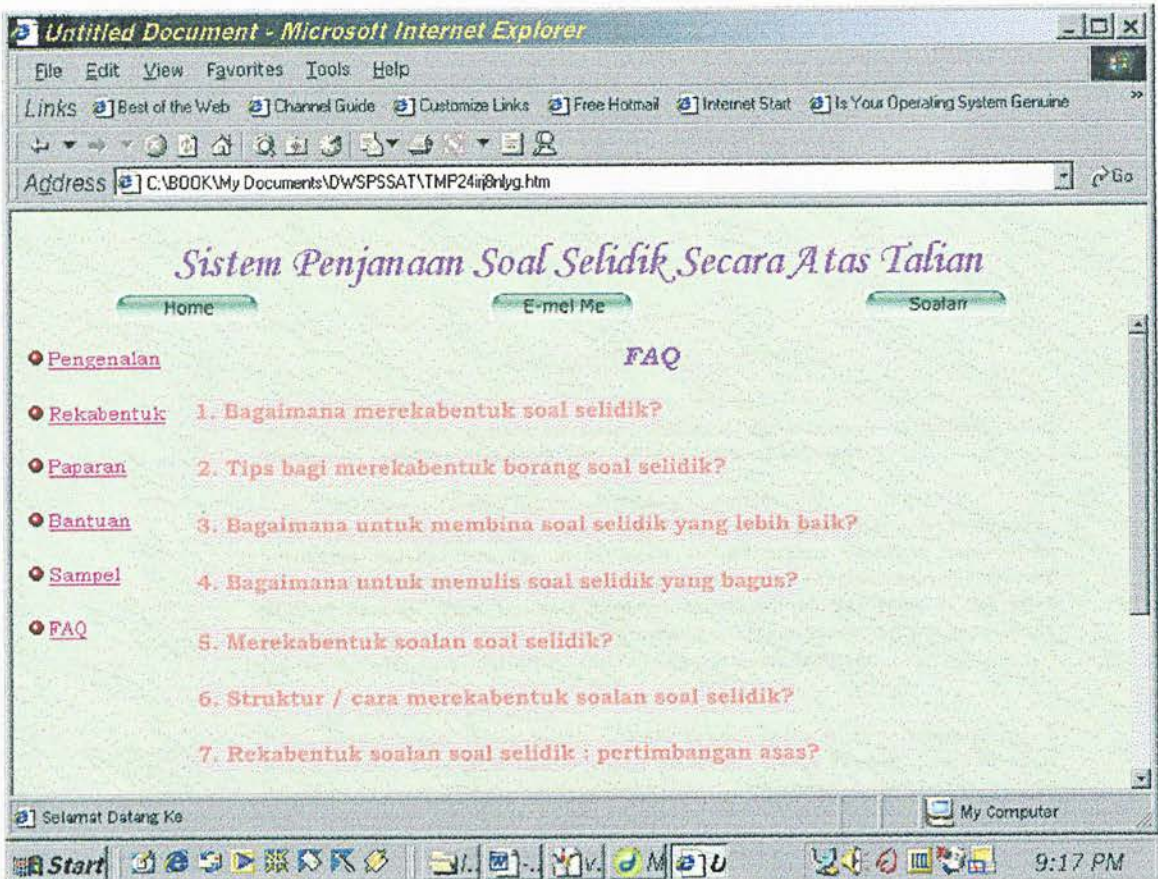 Untitled Document - Microsoft Internet Explorer
File Edit View Favorites Tools Help
Links Best of the Web Channel Guide Customize Links Free Hotmail Internet Start Is Your Operating System Genuine »
Address C:\BOOK\My Documents\DWSPSSAT\ Go
Sistem Penjanaan Soal Selidik Secara Atas Talian
Home E-mel Me Soalan
FAQ
Pengenalan
Rekabentuk
Paparan
Bantuan
Sampel
FAQ
1. Bagaimana merekabentuk soal selidik?
2. Tips bagi merekabentuk borang soal selidik?
3. Bagaimana untuk membina soal selidik yang lebih baik?
4. Bagaimana untuk menulis soal selidik yang bagus?
5. Merekabentuk soalan soal selidik?
6. Struktur / cara merekabentuk soalan soal selidik?
7. Rekabentuk soalan soal selidik : pertimbangan asas?
Selamat Datang Ke My Computer
Start 9:17 PM